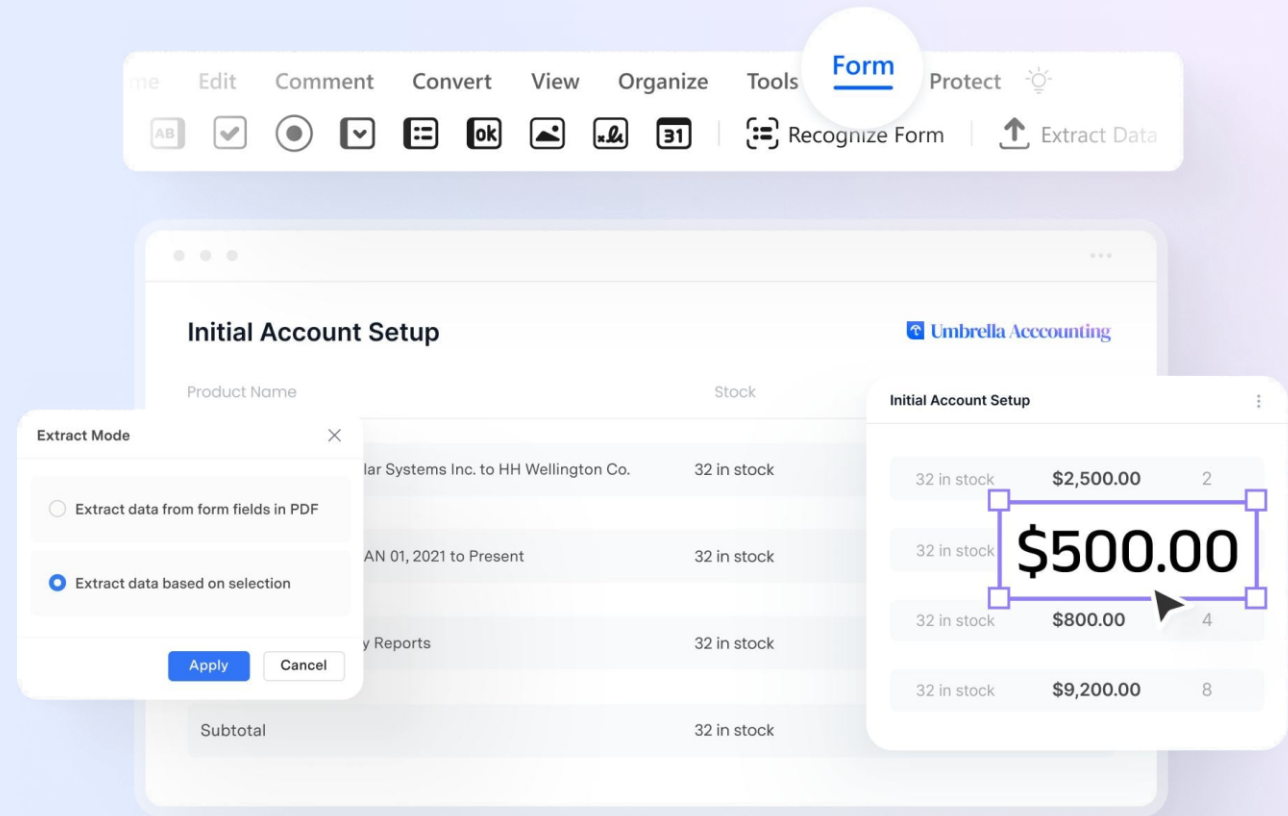 me Edit Comment Convert View Organize Tools Form Protect
AB ok 31 Recognize Form Extract Data
Initial Account Setup
Umbrella Acccounting
Product Name Stock
lar Systems Inc. to HH Wellington Co. 32 in stock
AN 01, 2021 to Present 32 in stock
y Reports 32 in stock
Subtotal 32 in stock
Extract Mode
Extract data from form fields in PDF
Extract data based on selection
Apply Cancel
Initial Account Setup
32 in stock $2,500.00 2
32 in stock $500.00
32 in stock $800.00 4
32 in stock $9,200.00 8